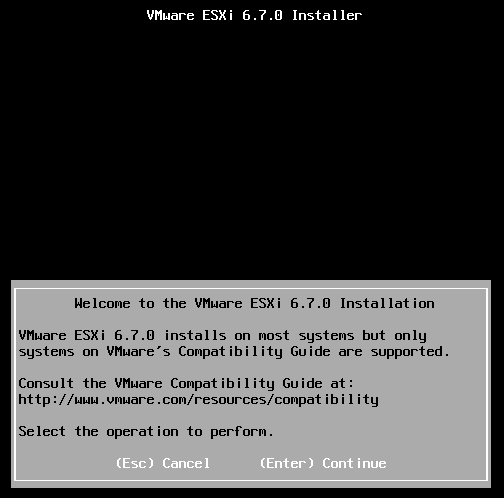 VMware ESXi 6.7.0 Installer
Welcome to the VMware ESXi 6.7.0 Installation
VMware ESXi 6.7.0 installs on most systems but only
systems on VMware's Compatibility Guide are supported.
Consult the VMware Compatibility Guide at:
http://www.vmware.com/resources/compatibility
Select the operation to perform.
(Esc) Cancel (Enter) Continue